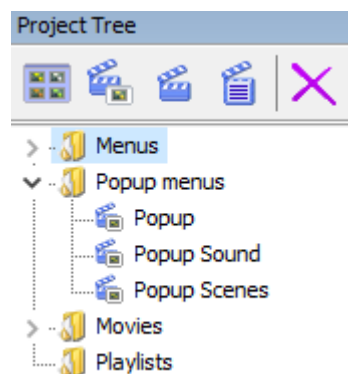 Project Tree
Menus
Popup menus
Popup
Popup Sound
Popup Scenes
Movies
Playlists